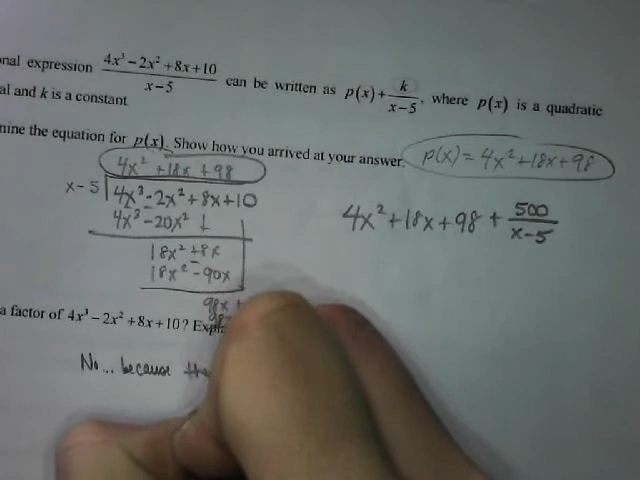 nal expression 4x³ − 2x² + 8x + 10 / x − 5 can be written as p(x) + k / x − 5, where p(x) is a quadratic
al and k is a constant
mine the equation for p(x). Show how you arrived at your answer. p(x) = 4x² + 18x + 98
4x² + 18x + 98
x − 5 4x³ − 2x² + 8x + 10
4x² + 18x + 98 + 500 / x − 5
4x³ − 20x²
18x² + 8x
18x² − 90x
98x
a factor of 4x³ − 2x² + 8x + 10?
No... because